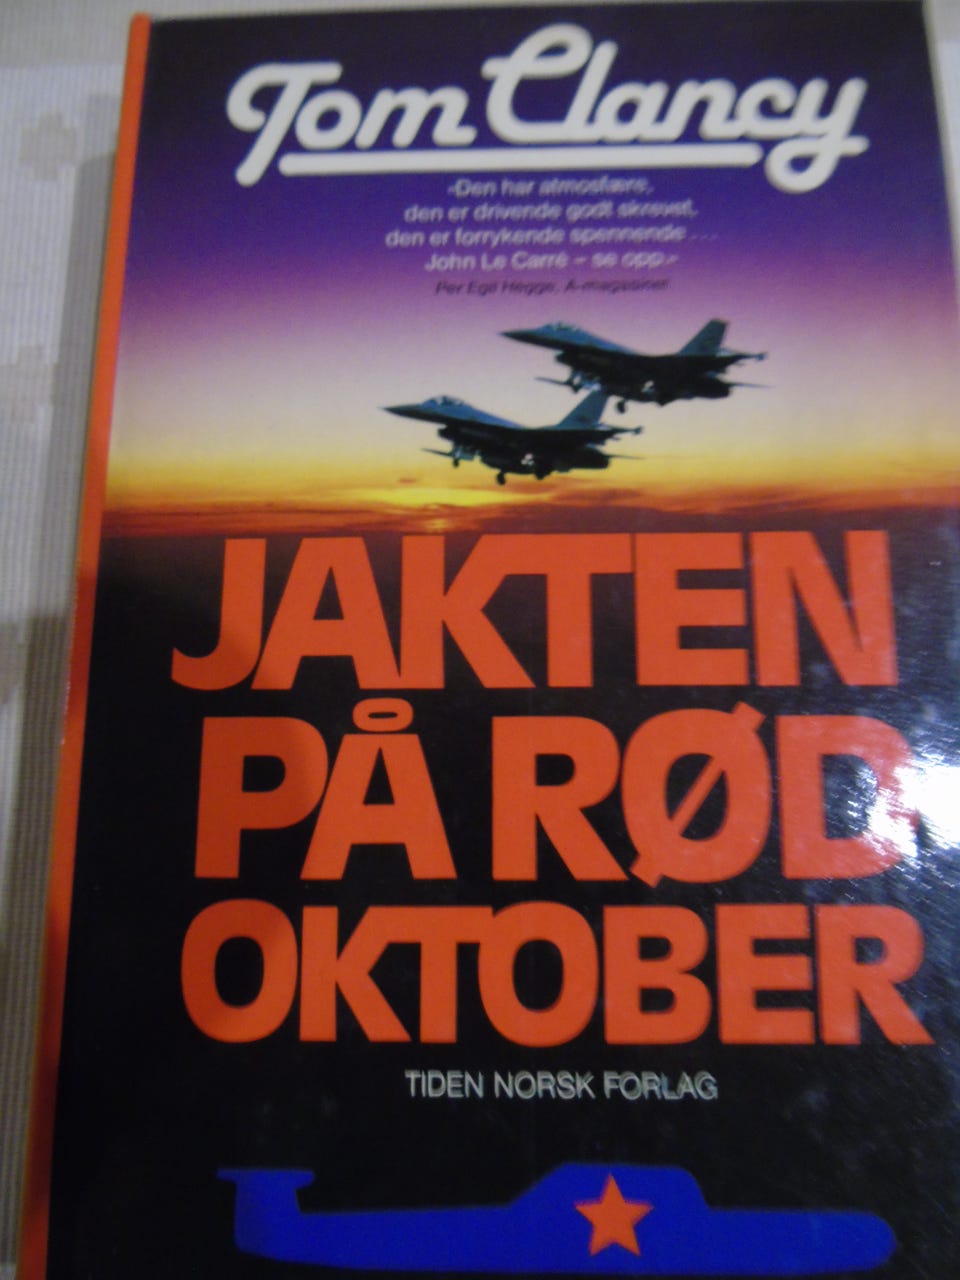 Tom Clancy
«Den har atmosfære,
den er drivende godt skrevet,
den er forrykende spennende ...
John Le Carré – se opp.»
Per Egil Hegge, A-magasinet
JAKTEN
PÅ RØD
OKTOBER
TIDEN NORSK FORLAG